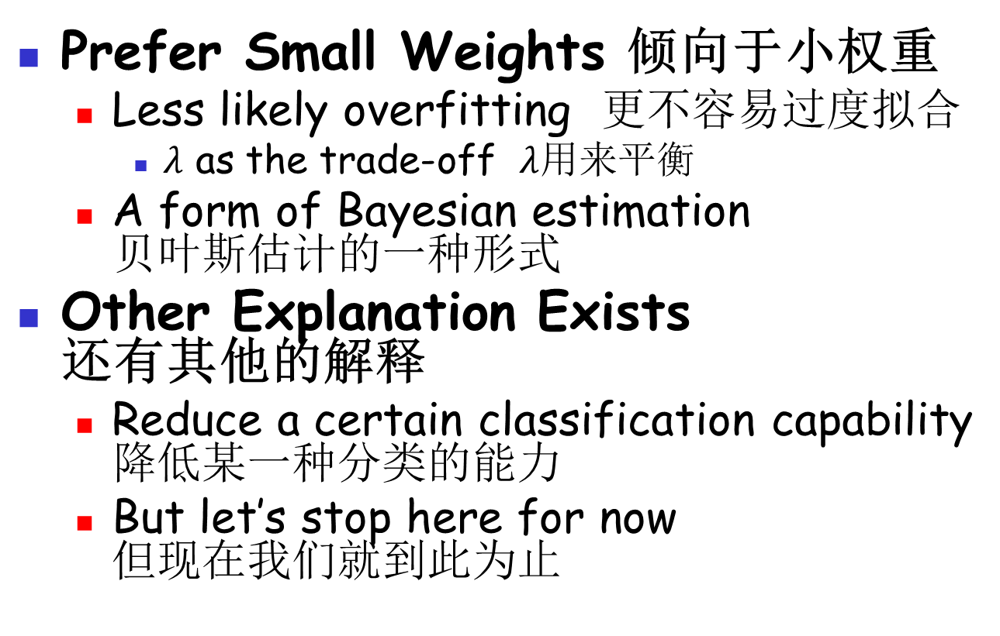 Prefer Small Weights 倾向于小权重
Less likely overfitting 更不容易过度拟合
λ as the trade-off λ用来平衡
A form of Bayesian estimation
贝叶斯估计的一种形式
Other Explanation Exists
还有其他的解释
Reduce a certain classification capability
降低某一种分类的能力
But let's stop here for now
但现在我们就到此为止